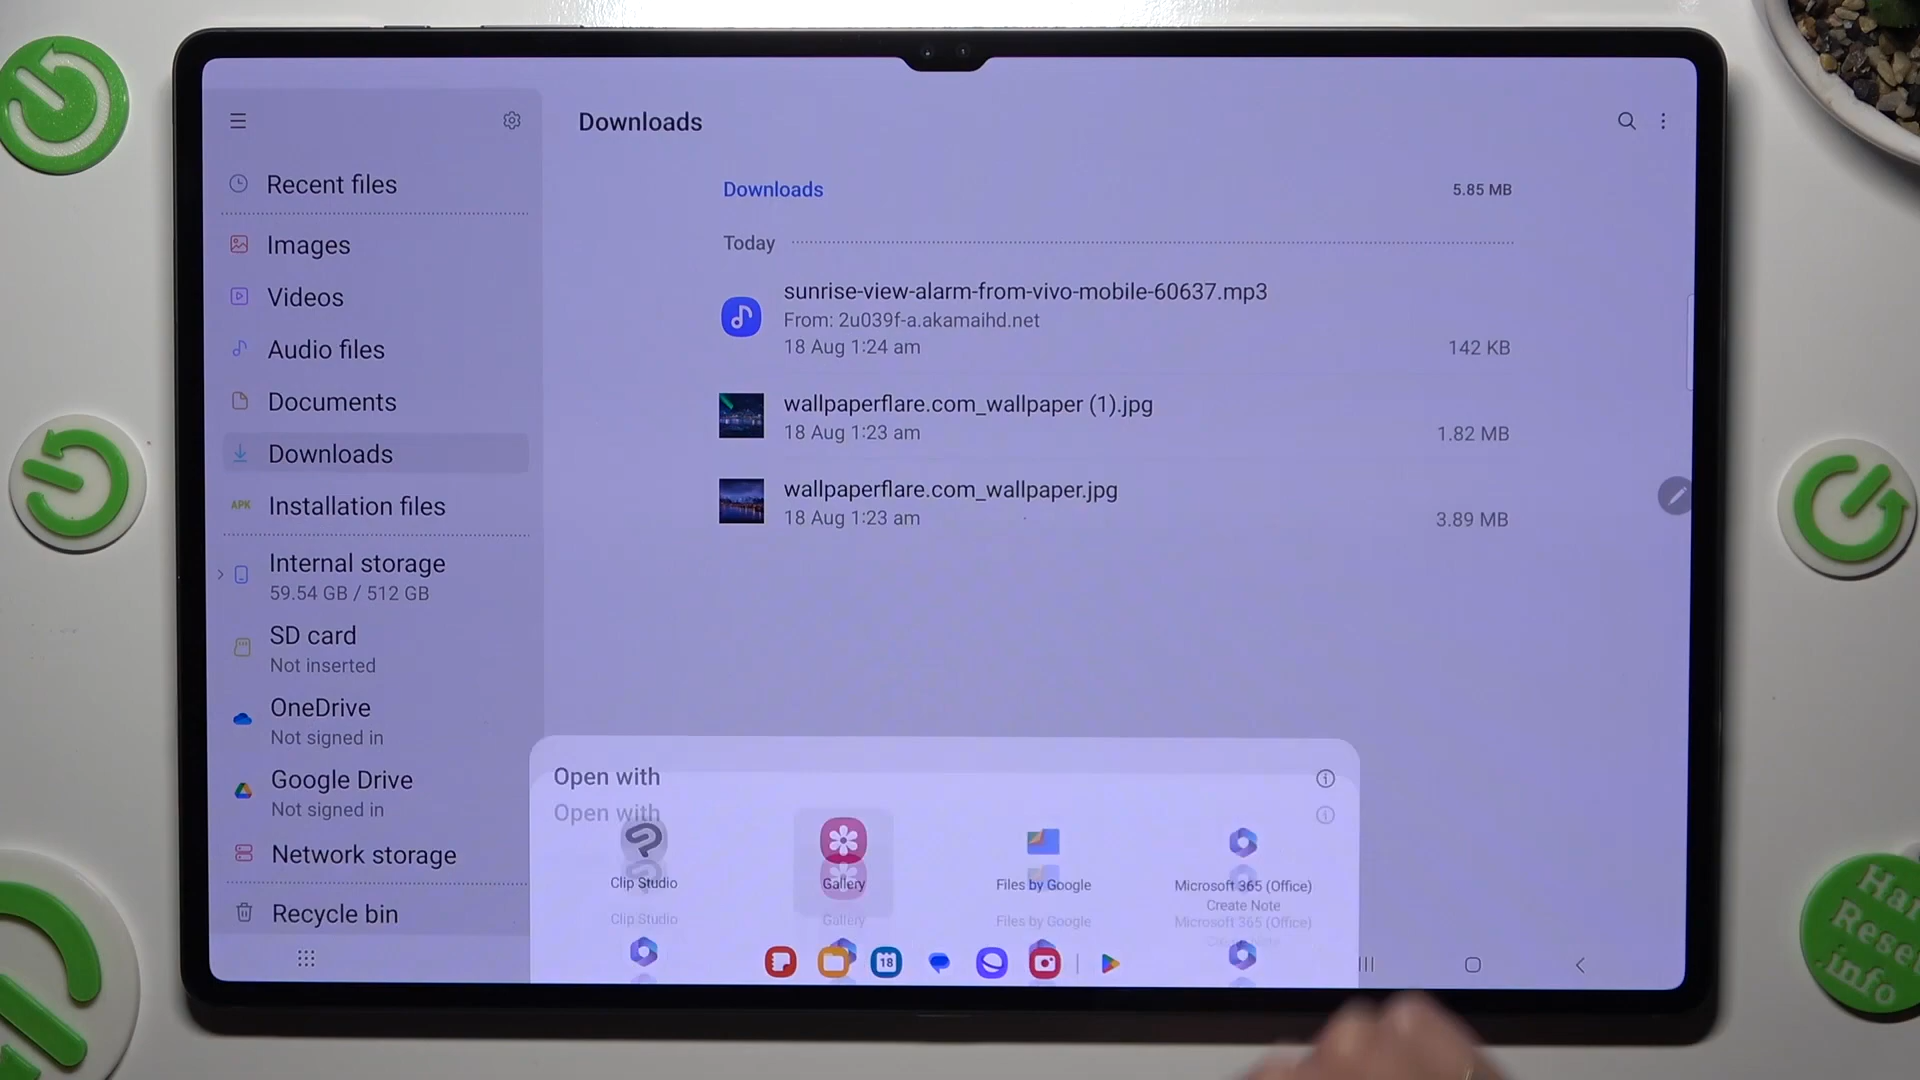 Downloads
Recent files
Images
Videos
Audio files
Documents
Downloads
APK Installation files
Internal storage
59.54 GB / 512 GB
SD card
Not inserted
OneDrive
Not signed in
Google Drive
Not signed in
Network storage
Recycle bin
Downloads 5.85 MB
Today
sunrise-view-alarm-from-vivo-mobile-60637.mp3
From: 2u039f-a.akamaihd.net
18 Aug 1:24 am 142 KB
wallpaperflare.com_wallpaper (1).jpg
18 Aug 1:23 am 1.82 MB
wallpaperflare.com_wallpaper.jpg
18 Aug 1:23 am 3.89 MB
Open with
Open with
Clip Studio Gallery Files by Google Microsoft 365 (Office)
Create Note
Clip Studio Gallery Files by Google Microsoft 365 (Office)
18
Reset
info